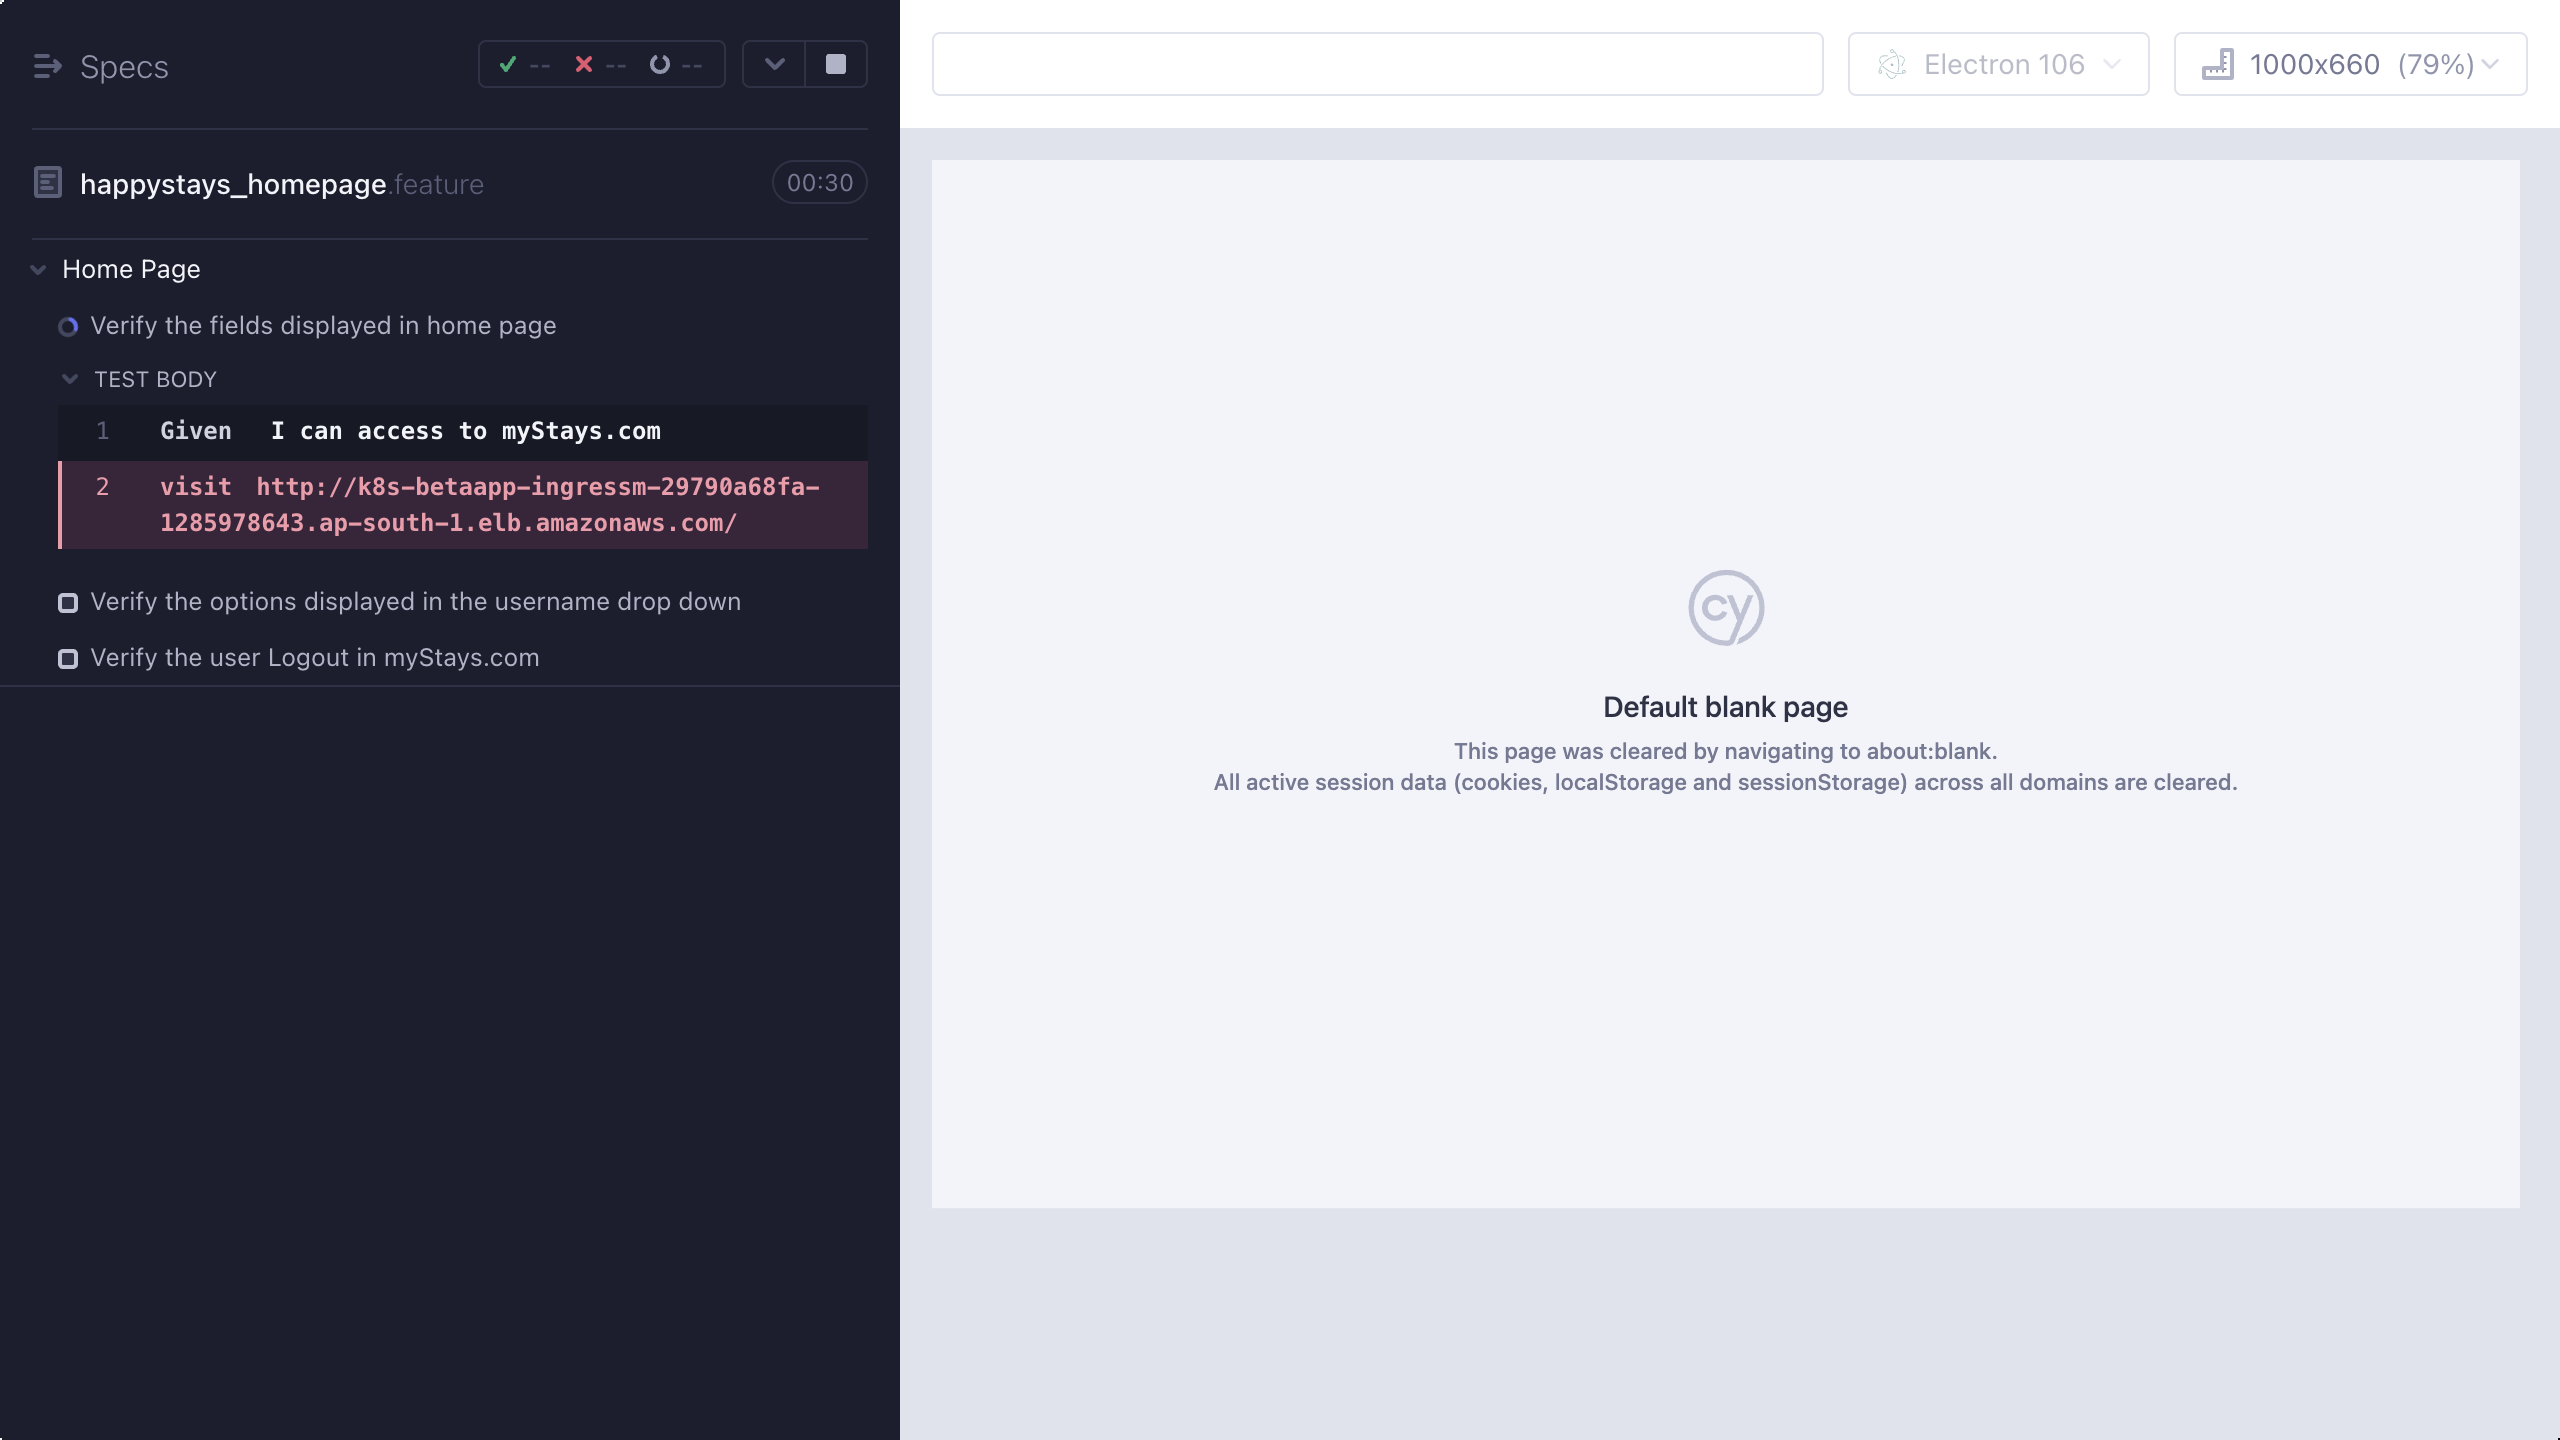 Specs
--
--
--
Electron 106
1000x660 (79%)
happystays_homepage.feature
00:30
Home Page
Verify the fields displayed in home page
TEST BODY
1 Given I can access to myStays.com
2 visit http://k8s-betaapp-ingressm-29790a68fa-
1285978643.ap-south-1.elb.amazonaws.com/
Verify the options displayed in the username drop down
Verify the user Logout in myStays.com
cy
Default blank page
This page was cleared by navigating to about:blank.
All active session data (cookies, localStorage and sessionStorage) across all domains are cleared.